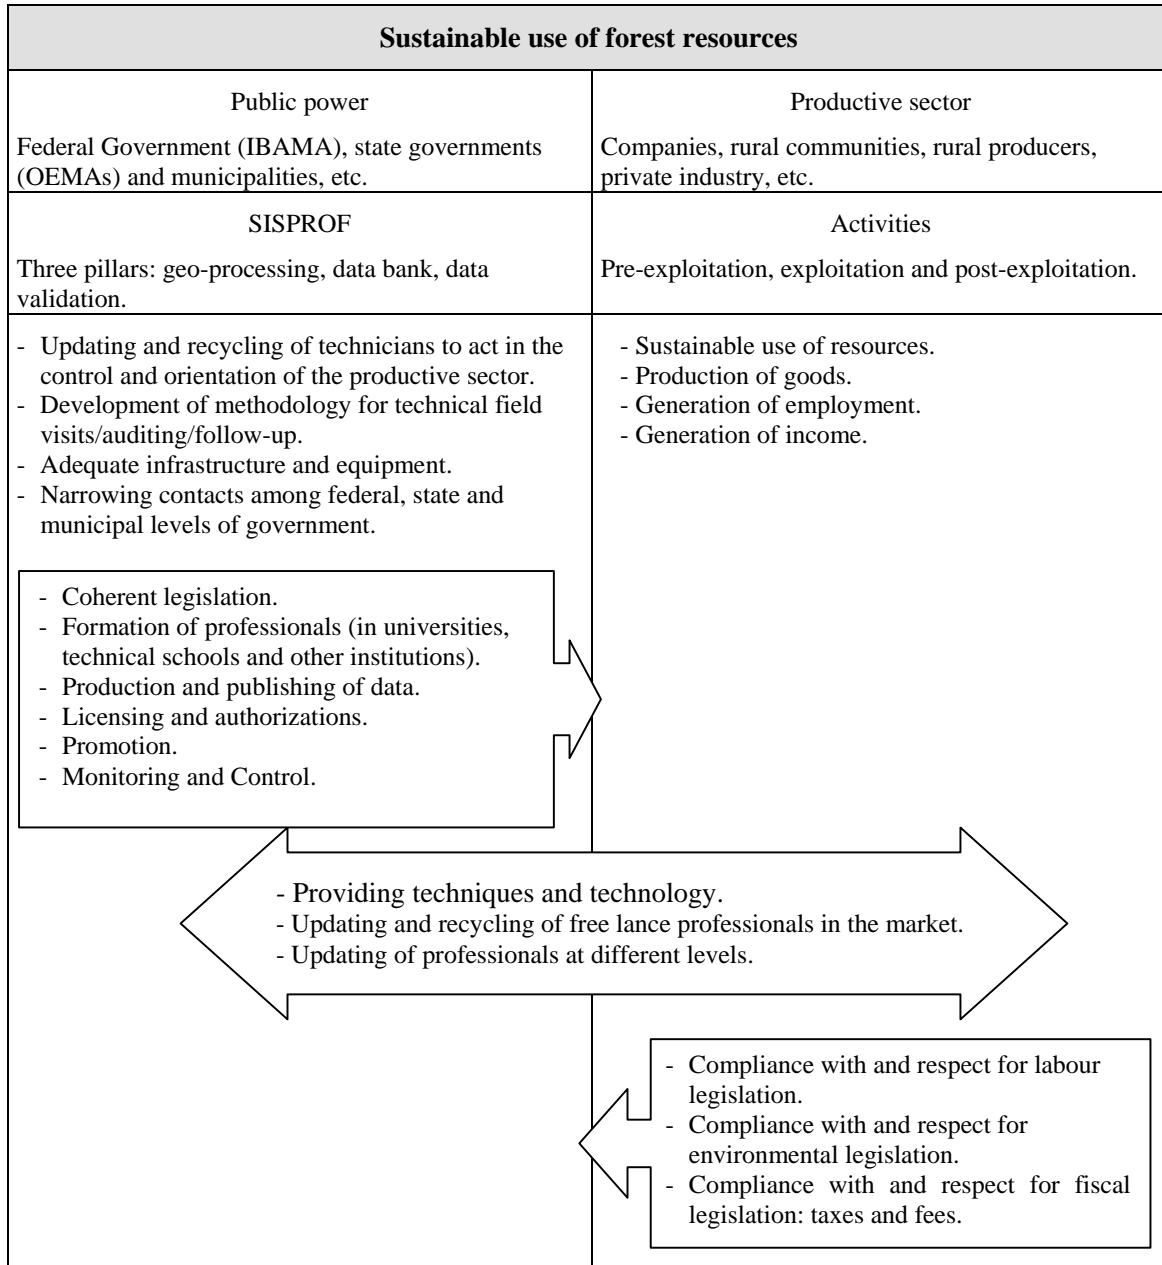 Sustainable use of forest resources
Public power
Federal Government (IBAMA), state governments
(OEMAs) and municipalities, etc.
Productive sector
Companies, rural communities, rural producers,
private industry, etc.
SISPROF
Three pillars: geo-processing, data bank, data
validation.
Activities
Pre-exploitation, exploitation and post-exploitation.
- Updating and recycling of technicians to act in the
control and orientation of the productive sector.
- Development of methodology for technical field
visits/auditing/follow-up.
- Adequate infrastructure and equipment.
- Narrowing contacts among federal, state and
municipal levels of government.
- Sustainable use of resources.
- Production of goods.
- Generation of employment.
- Generation of income.
- Coherent legislation.
- Formation of professionals (in universities,
technical schools and other institutions).
- Production and publishing of data.
- Licensing and authorizations.
- Promotion.
- Monitoring and Control.
- Providing techniques and technology.
- Updating and recycling of free lance professionals in the market.
- Updating of professionals at different levels.
- Compliance with and respect for labour
legislation.
- Compliance with and respect for
environmental legislation.
- Compliance with and respect for fiscal
legislation: taxes and fees.